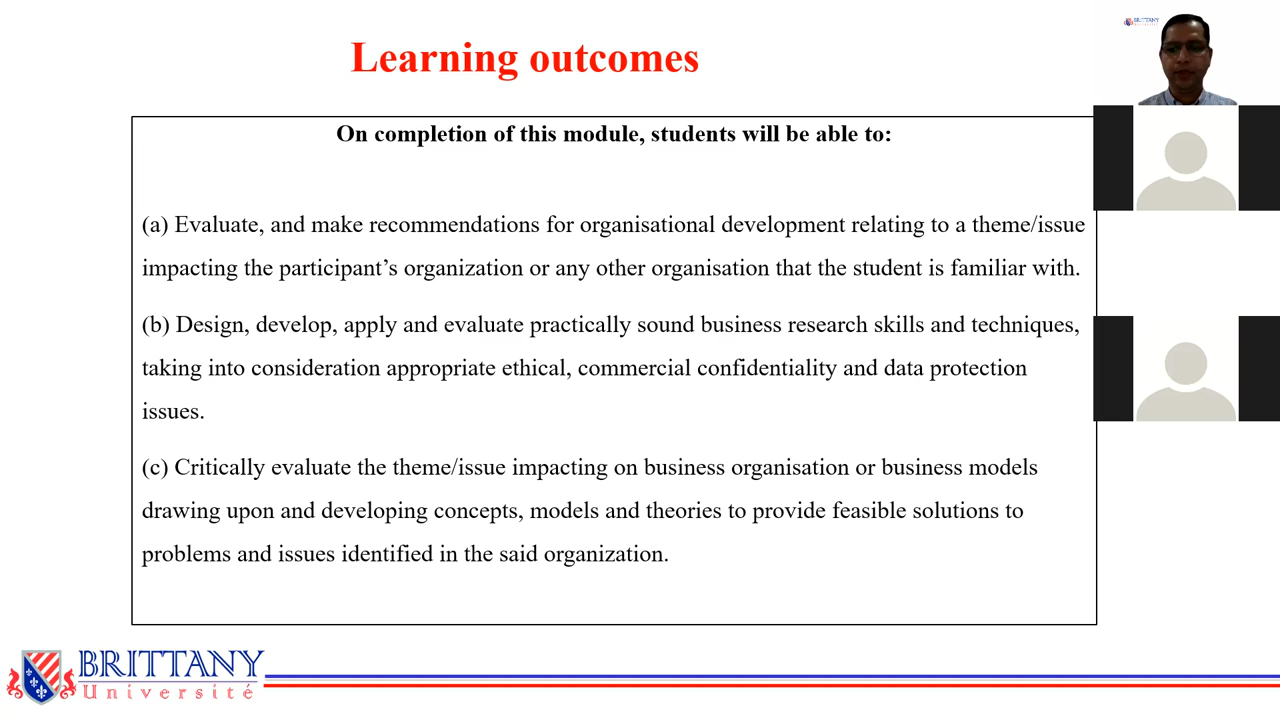 BRITTANY
Learning outcomes
On completion of this module, students will be able to:
(a) Evaluate, and make recommendations for organisational development relating to a theme/issue
impacting the participant’s organization or any other organisation that the student is familiar with.
(b) Design, develop, apply and evaluate practically sound business research skills and techniques,
taking into consideration appropriate ethical, commercial confidentiality and data protection
issues.
(c) Critically evaluate the theme/issue impacting on business organisation or business models
drawing upon and developing concepts, models and theories to provide feasible solutions to
problems and issues identified in the said organization.
BRITTANY
Université